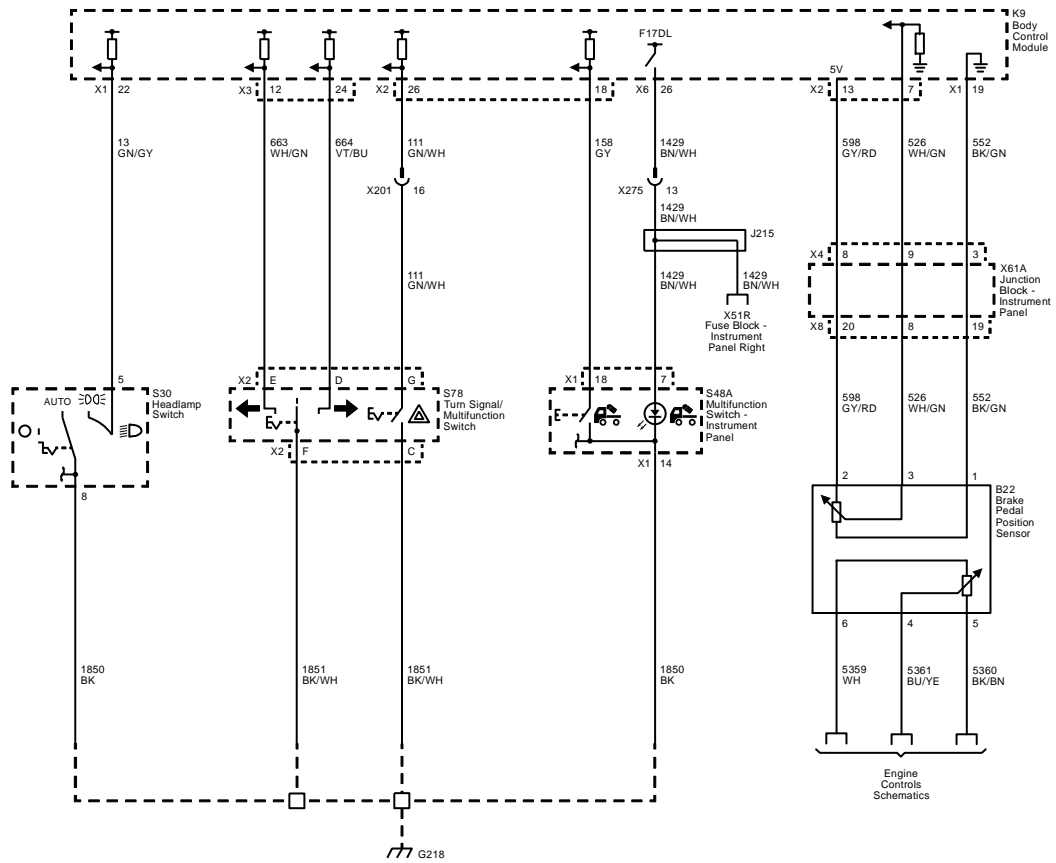 K9
Body
Control
Module
F17DL
5V
X1 22
X3 12 24
X2 26 18
X6 26
X2 13 7
X1 19
13
GN/GY
663
WH/GN
664
VT/BU
111
GN/WH
158
GY
1429
BN/WH
598
GY/RD
526
WH/GN
552
BK/GN
X201 16
X275 13
1429
BN/WH
J215
111
GN/WH
1429
BN/WH
1429
BN/WH
X4 8 9 3
X61A
Junction
Block -
Instrument
Panel
X51R
Fuse Block -
Instrument
Panel Right
X8 20 8 19
5
S30
Headlamp
Switch
AUTO
8
X2 E D G
S78
Turn Signal/
Multifunction
Switch
X2 F C
X1 18 7
S48A
Multifunction
Switch -
Instrument
Panel
X1 14
598
GY/RD
526
WH/GN
552
BK/GN
2 3 1
B22
Brake
Pedal
Position
Sensor
6 4 5
1850
BK
1851
BK/WH
1851
BK/WH
1850
BK
5359
WH
5361
BU/YE
5360
BK/BN
Engine
Controls
Schematics
G218